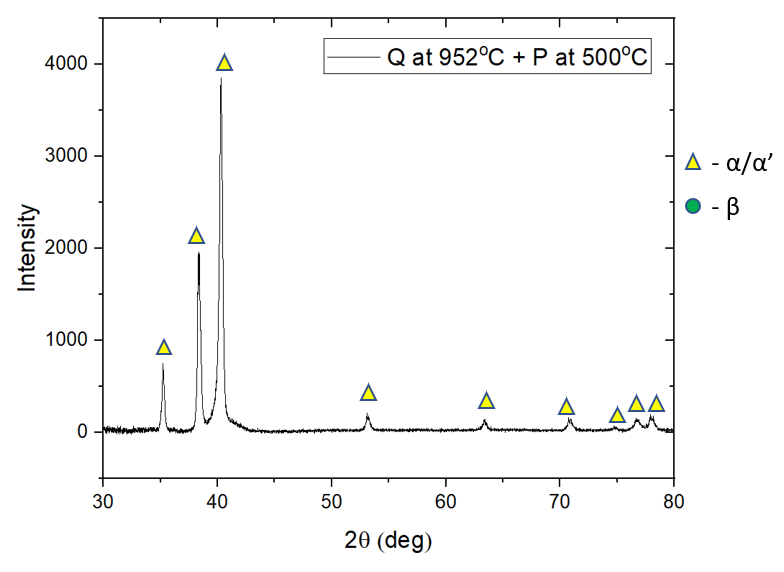 Q at 952°C + P at 500°C
4000
3000
2000
1000
0
Intensity
30 40 50 60 70 80
2θ (deg)
- α/α’
- β